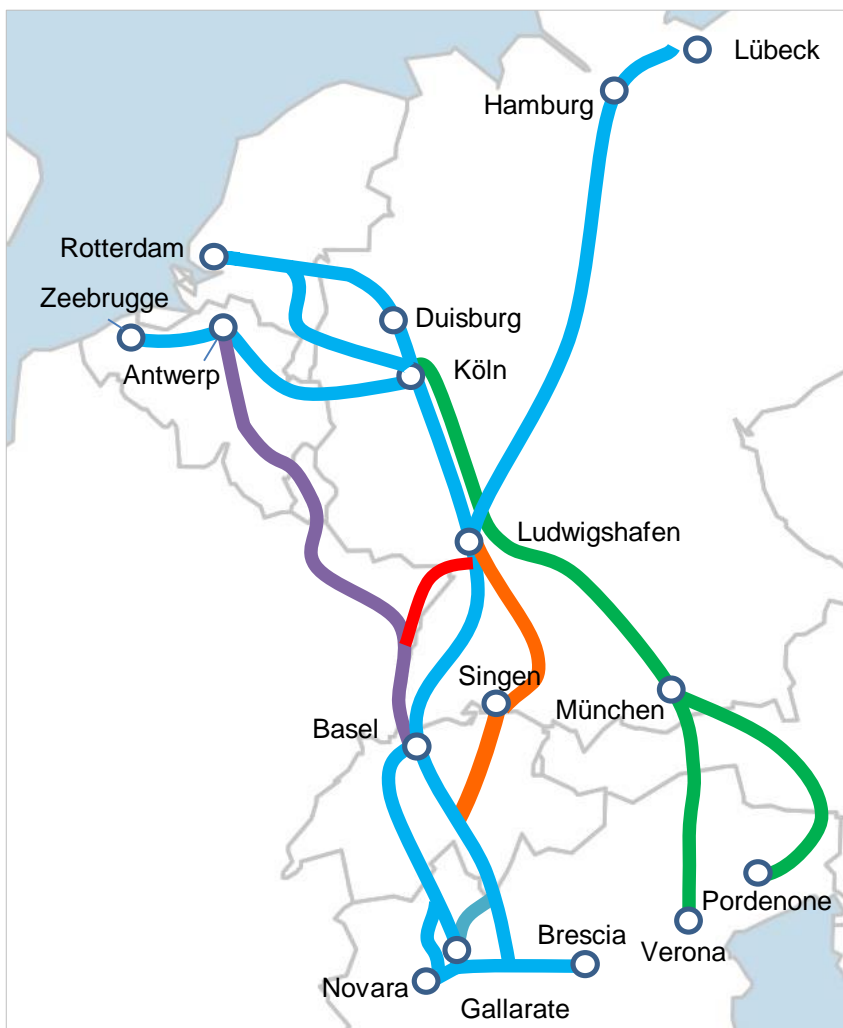 Lübeck
Hamburg
Rotterdam
Zeebrugge
Duisburg
Antwerp
Köln
Ludwigshafen
Singen
München
Basel
Pordenone
Brescia
Verona
Novara
Gallarate